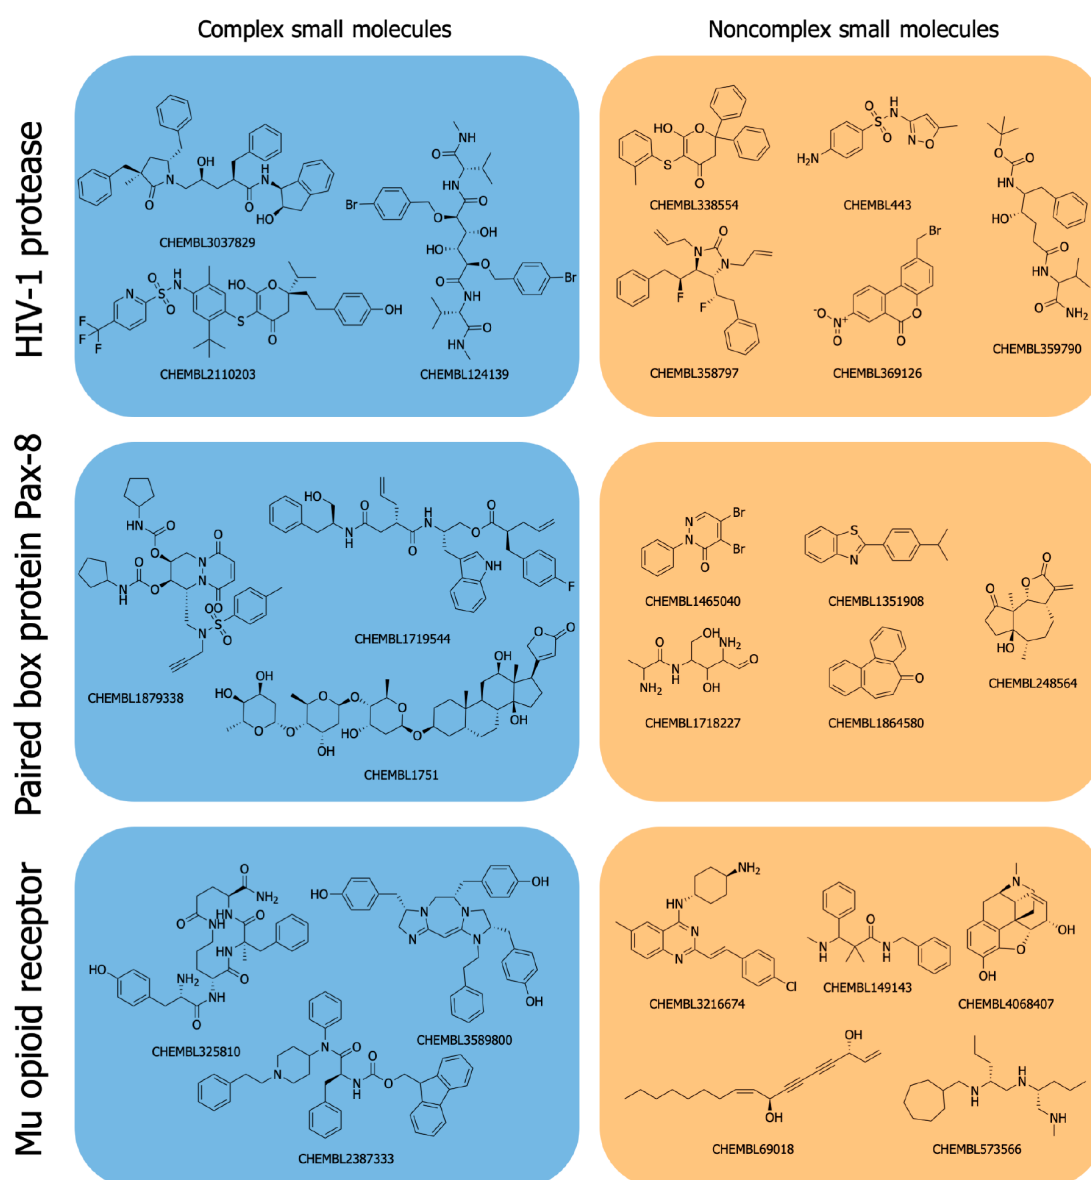 Complex small molecules
Noncomplex small molecules
HIV-1 protease
CHEMBL3037829
CHEMBL2110203
CHEMBL124139
CHEMBL338554
CHEMBL443
CHEMBL358797
CHEMBL369126
CHEMBL359790
Paired box protein Pax-8
CHEMBL1879338
CHEMBL1719544
CHEMBL1751
CHEMBL1465040
CHEMBL1351908
CHEMBL1718227
CHEMBL1864580
CHEMBL248564
Mu opioid receptor
CHEMBL325810
CHEMBL3589800
CHEMBL2387333
CHEMBL3216674
CHEMBL149143
CHEMBL4068407
CHEMBL69018
CHEMBL573566